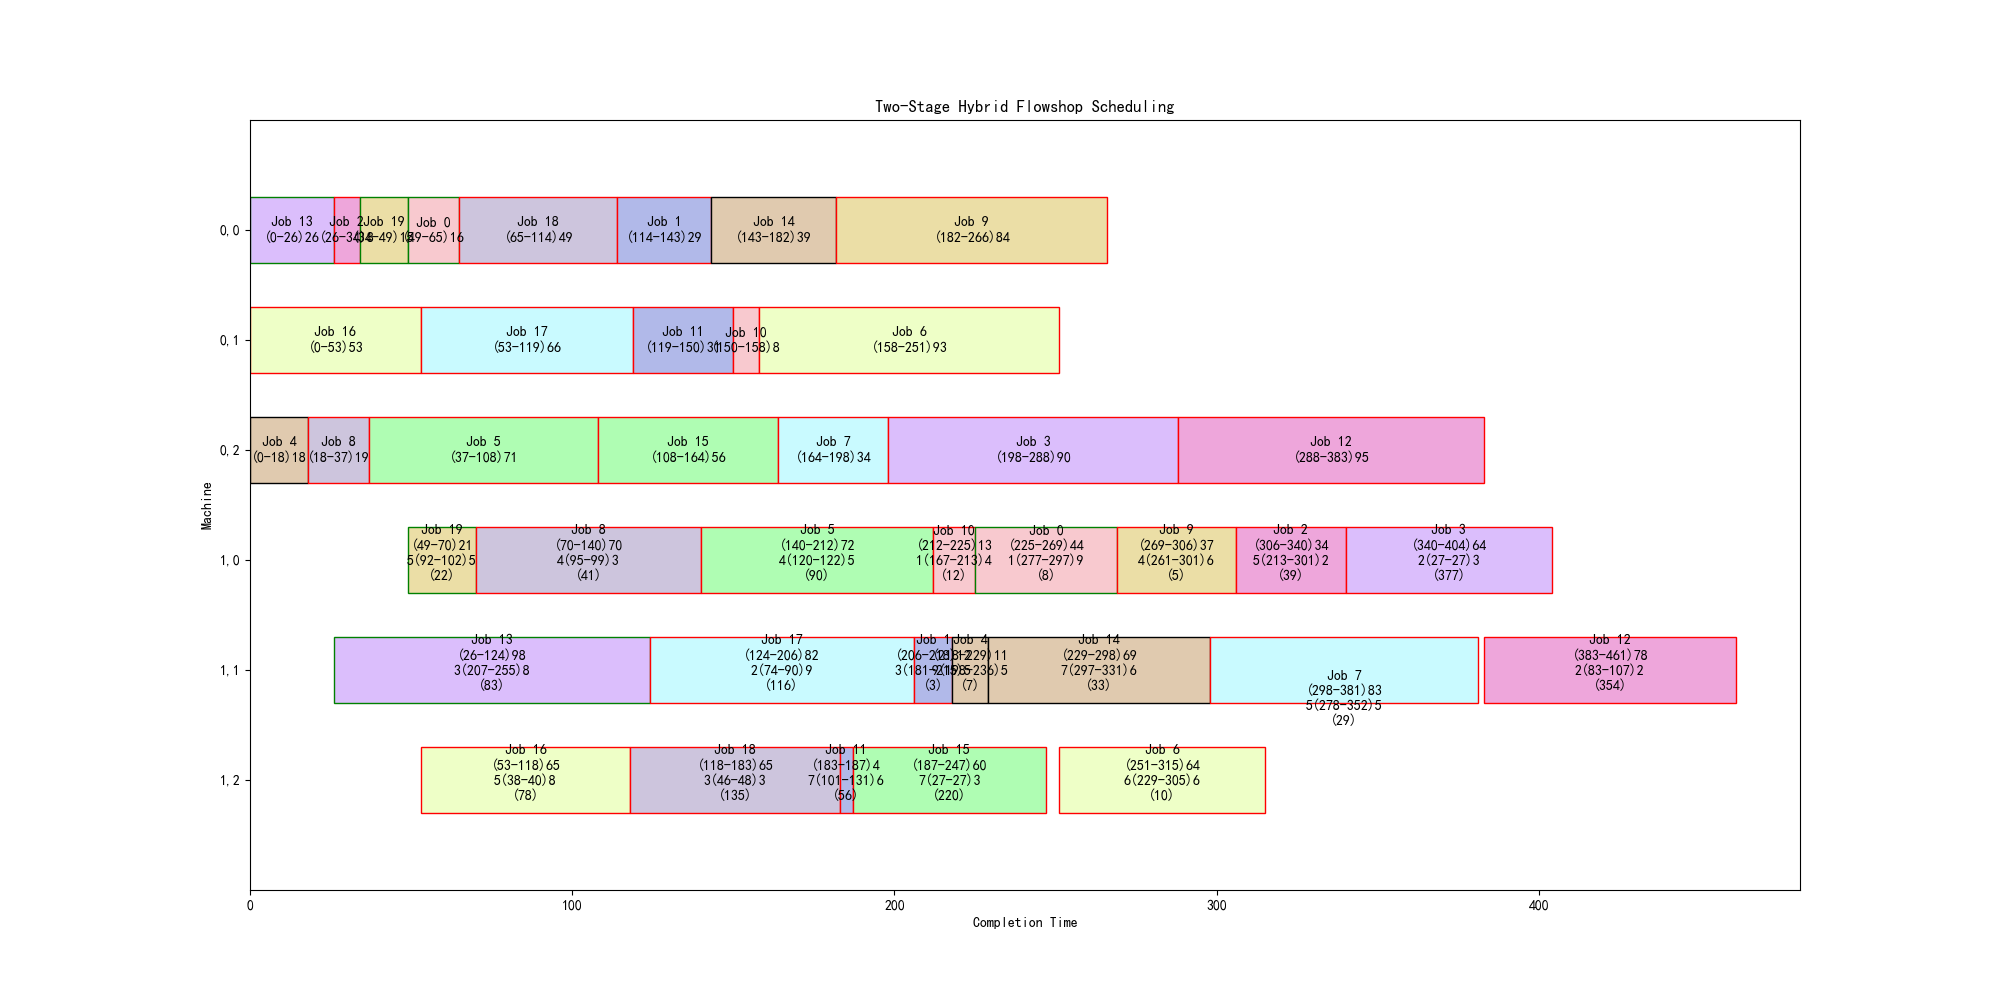 Two-Stage Hybrid Flowshop Scheduling
Machine
0,0
Job 13
(0-26)26
Job 2
(26-34)8
Job 19
(34-49)15
Job 0
(49-65)16
Job 18
(65-114)49
Job 1
(114-143)29
Job 14
(143-182)39
Job 9
(182-266)84
0,1
Job 16
(0-53)53
Job 17
(53-119)66
Job 11
(119-150)31
Job 10
(150-158)8
Job 6
(158-251)93
0,2
Job 4
(0-18)18
Job 8
(18-37)19
Job 5
(37-108)71
Job 15
(108-164)56
Job 7
(164-198)34
Job 3
(198-288)90
Job 12
(288-383)95
1,0
Job 19
(49-70)21
5(92-102)5
(22)
Job 8
(70-140)70
4(95-99)3
(41)
Job 5
(140-212)72
4(120-122)5
(90)
Job 10
(212-225)13
1(167-213)4
(12)
Job 0
(225-269)44
1(277-297)9
(8)
Job 9
(269-306)37
4(261-301)6
(5)
Job 2
(306-340)34
5(213-301)2
(39)
Job 3
(340-404)64
2(27-27)3
(377)
1,1
Job 13
(26-124)98
3(207-255)8
(83)
Job 17
(124-206)82
2(74-90)9
(116)
Job 1
(206-218)12
(3)
Job 4
(218-229)11
(7)
Job 14
(229-298)69
7(297-331)6
(33)
Job 7
(298-381)83
5(278-352)5
(29)
Job 12
(383-461)78
2(83-107)2
(354)
1,2
Job 16
(53-118)65
5(38-40)8
(78)
Job 18
(118-183)65
3(46-48)3
(135)
Job 11
(183-187)4
7(101-131)6
(56)
Job 15
(187-247)60
7(27-27)3
(220)
Job 6
(251-315)64
6(229-305)6
(10)
0
100
200
300
400
Completion Time